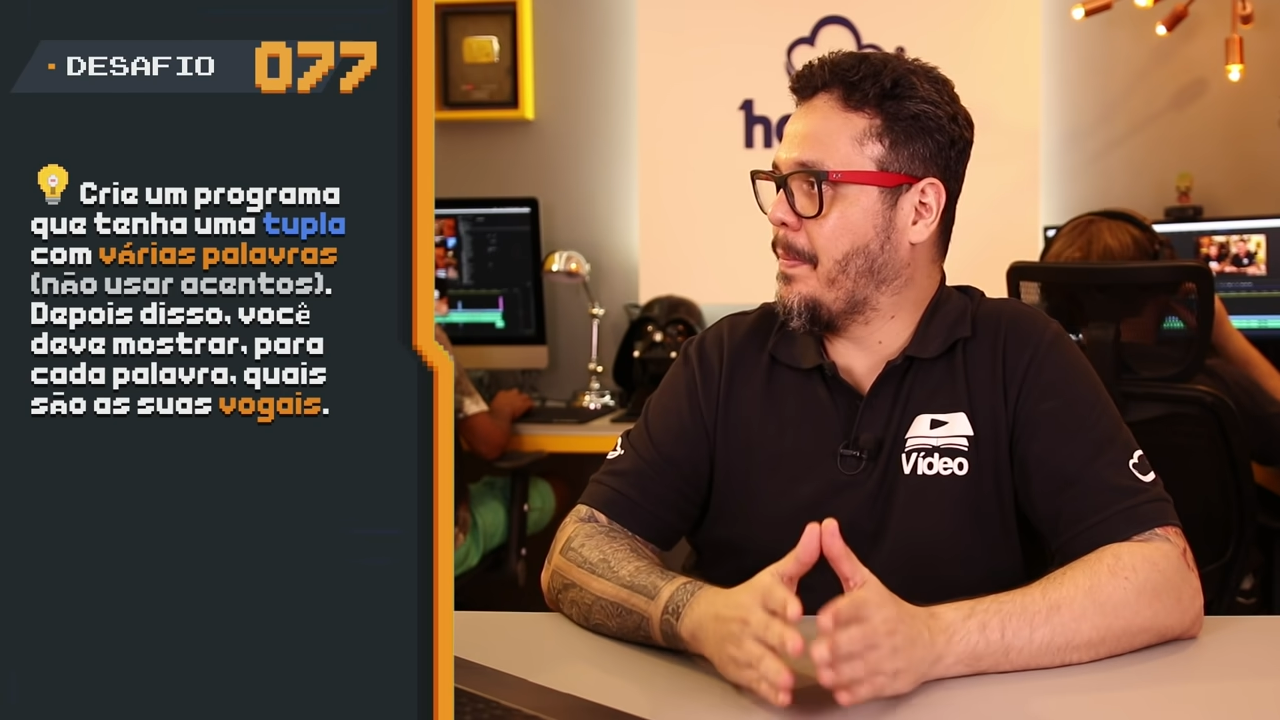 DESAFIO 077
Crie um programa
que tenha uma tupla
com várias palavras
(não usar acentos).
Depois disso, você
deve mostrar, para
cada palavra, quais
são as suas vogais.
Vídeo